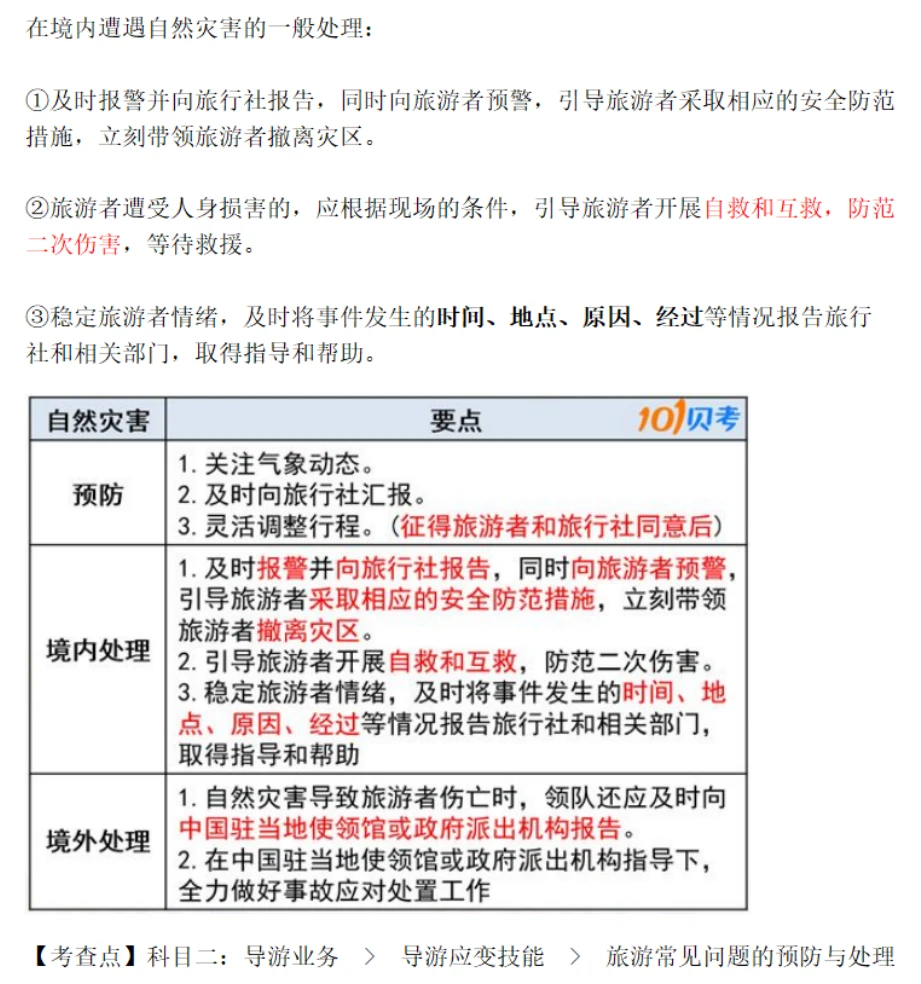 在境内遭遇自然灾害的一般处理：
①及时报警并向旅行社报告，同时向旅游者预警，引导旅游者采取相应的安全防范
措施，立刻带领旅游者撤离灾区。
②旅游者遭受人身损害的，应根据现场的条件，引导旅游者开展自救和互救，防范
二次伤害，等待救援。
③稳定旅游者情绪，及时将事件发生的时间、地点、原因、经过等情况报告旅行
社和相关部门，取得指导和帮助。
自然灾害 要点 101贝考
预防
1. 关注气象动态。
2. 及时向旅行社汇报。
3. 灵活调整行程。（征得旅游者和旅行社同意后）
境内处理
1. 及时报警并向旅行社报告，同时向旅游者预警，
引导旅游者采取相应的安全防范措施，立刻带领
旅游者撤离灾区。
2. 引导旅游者开展自救和互救，防范二次伤害。
3. 稳定旅游者情绪，及时将事件发生的时间、地
点、原因、经过等情况报告旅行社和相关部门，
取得指导和帮助
境外处理
1. 自然灾害导致旅游者伤亡时，领队还应及时向
中国驻当地使领馆或政府派出机构报告。
2. 在中国驻当地使领馆或政府派出机构指导下，
全力做好事故应对处置工作
【考查点】科目二：导游业务 > 导游应变技能 > 旅游常见问题的预防与处理